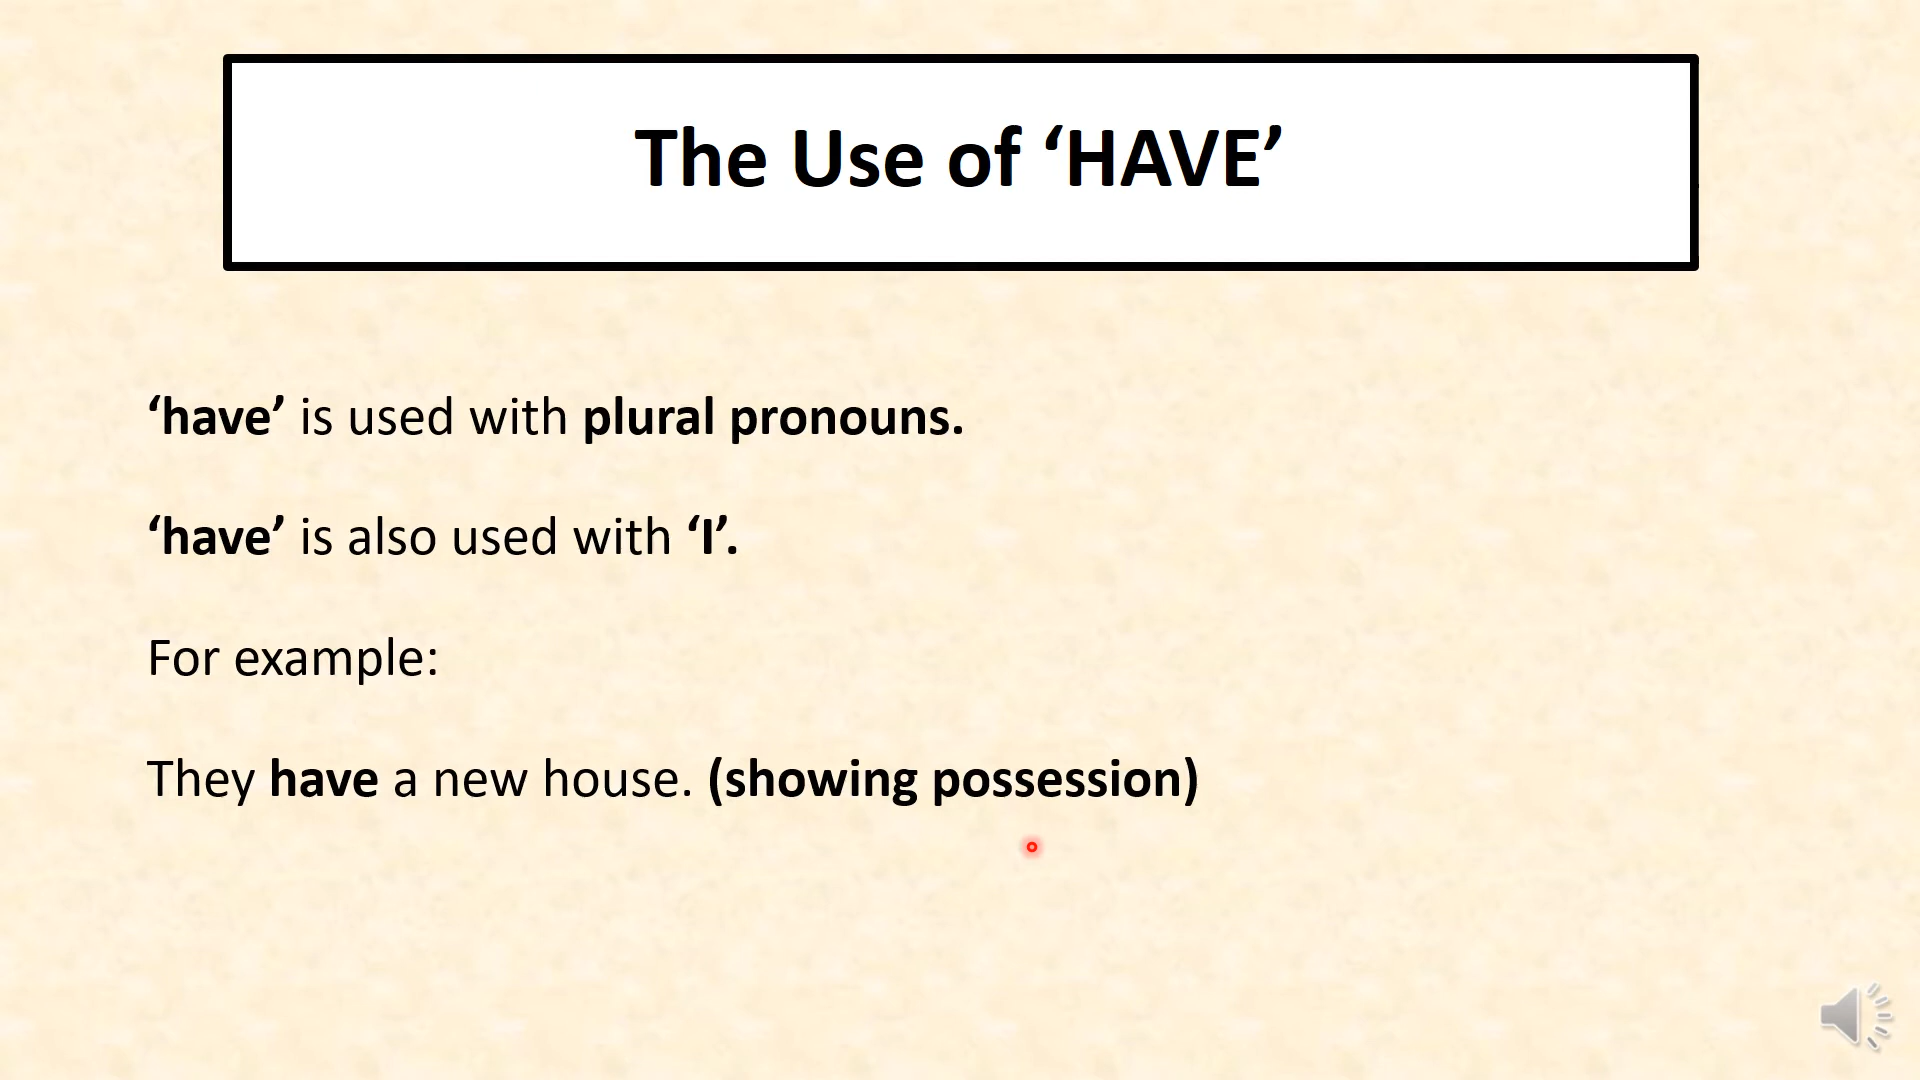 The Use of ‘HAVE’
‘have’ is used with plural pronouns.
‘have’ is also used with ‘I’.
For example:
They have a new house. (showing possession)